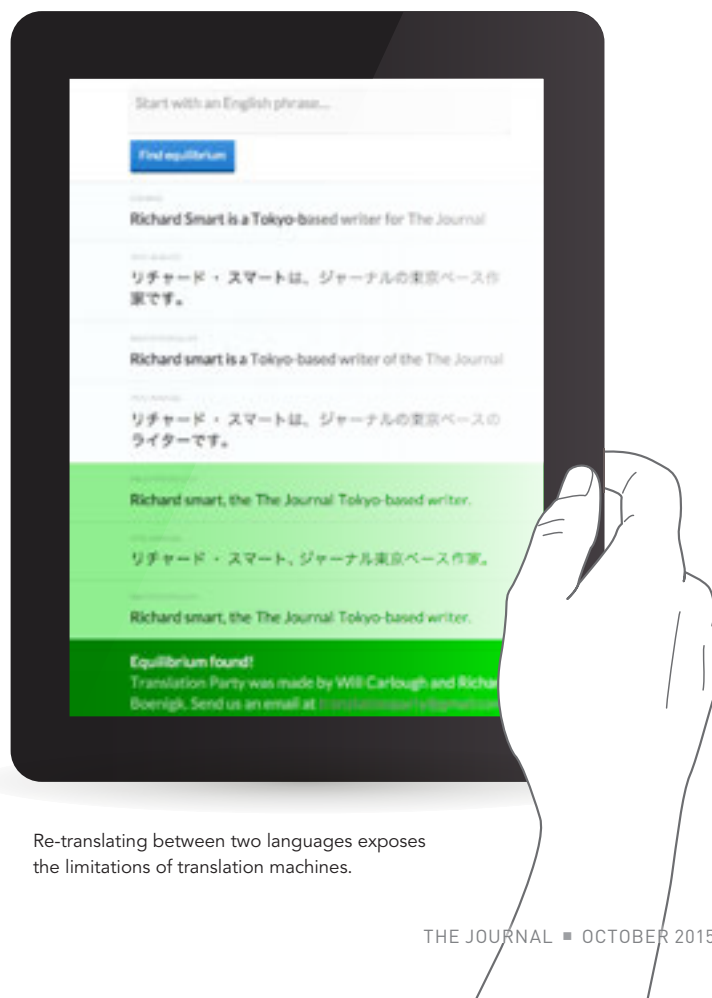 Start with an English phrase...
Find equilibrium
Richard Smart is a Tokyo-based writer for The Journal
リチャード・スマートは、ジャーナルの東京ベース作
家です。
Richard smart is a Tokyo-based writer of the The Journal
リチャード・スマートは、ジャーナルの東京ベースの
ライターです。
Richard smart, the The Journal Tokyo-based writer.
リチャード・スマート、ジャーナル東京ベース作家。
Richard smart, the The Journal Tokyo-based writer.
Equilibrium found!
Translation Party was made by Will Carlough and Richar
Boenigk. Send us an email at
Re-translating between two languages exposes
the limitations of translation machines.
THE JOURNAL ■ OCTOBER 2015